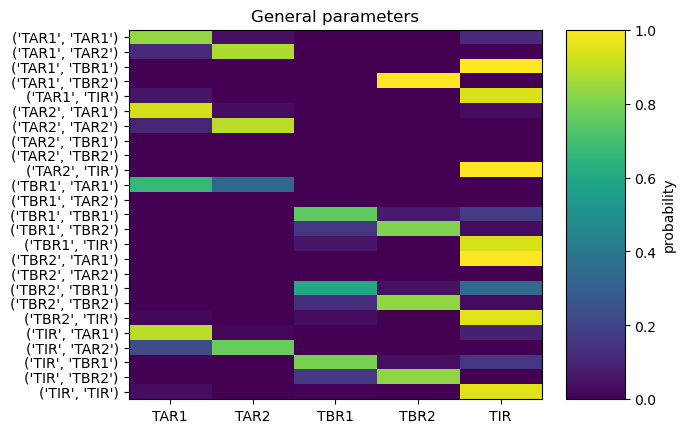 General parameters
('TAR1', 'TAR1')
('TAR1', 'TAR2')
('TAR1', 'TBR1')
('TAR1', 'TBR2')
('TAR1', 'TIR')
('TAR2', 'TAR1')
('TAR2', 'TAR2')
('TAR2', 'TBR1')
('TAR2', 'TBR2')
('TAR2', 'TIR')
('TBR1', 'TAR1')
('TBR1', 'TAR2')
('TBR1', 'TBR1')
('TBR1', 'TBR2')
('TBR1', 'TIR')
('TBR2', 'TAR1')
('TBR2', 'TAR2')
('TBR2', 'TBR1')
('TBR2', 'TBR2')
('TBR2', 'TIR')
('TIR', 'TAR1')
('TIR', 'TAR2')
('TIR', 'TBR1')
('TIR', 'TBR2')
('TIR', 'TIR')
TAR1 TAR2 TBR1 TBR2 TIR
1.0
0.8
0.6
0.4
0.2
0.0
probability